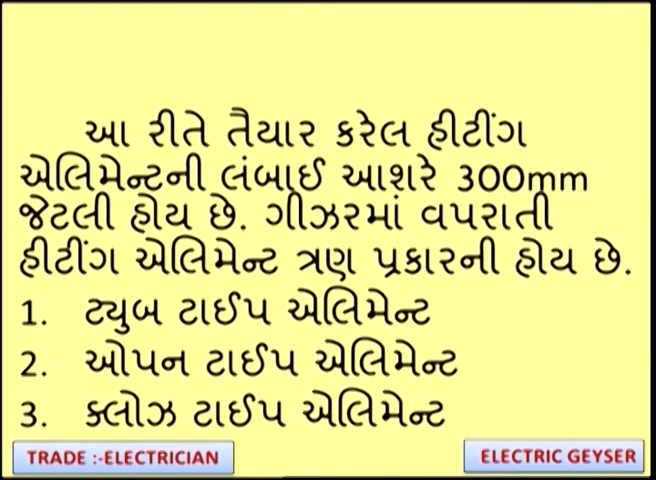 આ રીતે તૈયાર કરેલ હીટીંગ
એલિમેન્ટની લંબાઈ આશરે 300mm
જેટલી હોય છે. ગીઝરમાં વપરાતી
હીટીંગ એલિમેન્ટ ત્રણ પ્રકારની હોય છે.
1. ટ્યુબ ટાઈપ એલિમેન્ટ
2. ઓપન ટાઈપ એલિમેન્ટ
3. ક્લોઝ ટાઈપ એલિમેન્ટ
TRADE :-ELECTRICIAN
ELECTRIC GEYSER